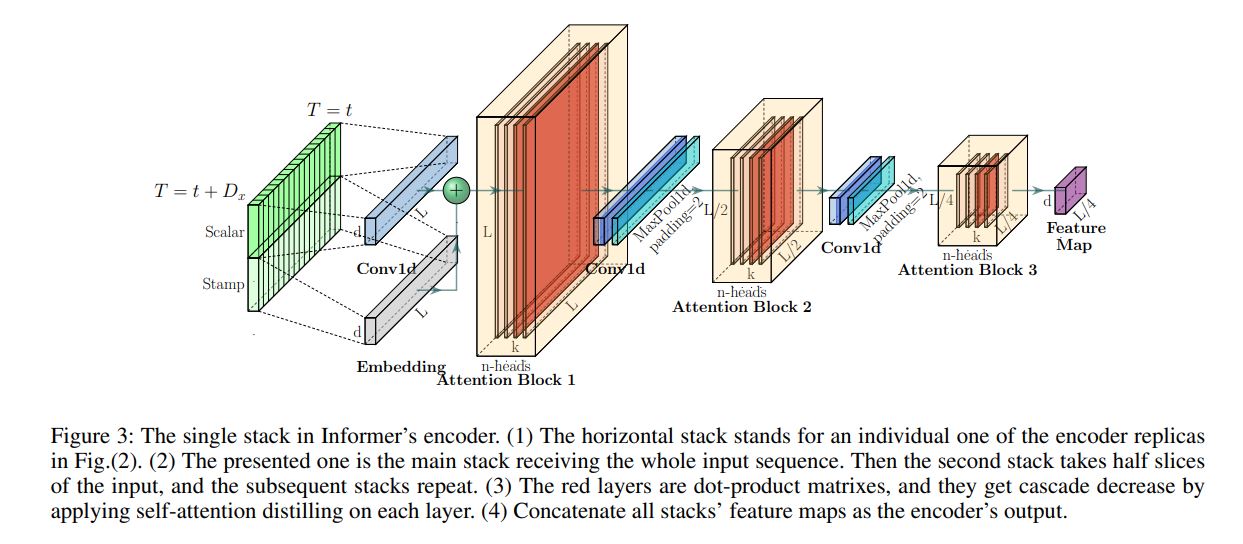 T = t
T = t + Dx
Scalar
Stamp
d
L
Conv1d
d
L
Embedding
+
L
k
L
n-heads
Attention Block 1
Conv1d
MaxPool1d,
padding=2
L/2
k
L/2
n-heads
Attention Block 2
Conv1d
MaxPool1d,
padding=2
L/4
k
L/4
n-heads
Attention Block 3
d
L/4
Feature
Map
Figure 3: The single stack in Informer's encoder. (1) The horizontal stack stands for an individual one of the encoder replicas
in Fig.(2). (2) The presented one is the main stack receiving the whole input sequence. Then the second stack takes half slices
of the input, and the subsequent stacks repeat. (3) The red layers are dot-product matrixes, and they get cascade decrease by
applying self-attention distilling on each layer. (4) Concatenate all stacks' feature maps as the encoder's output.